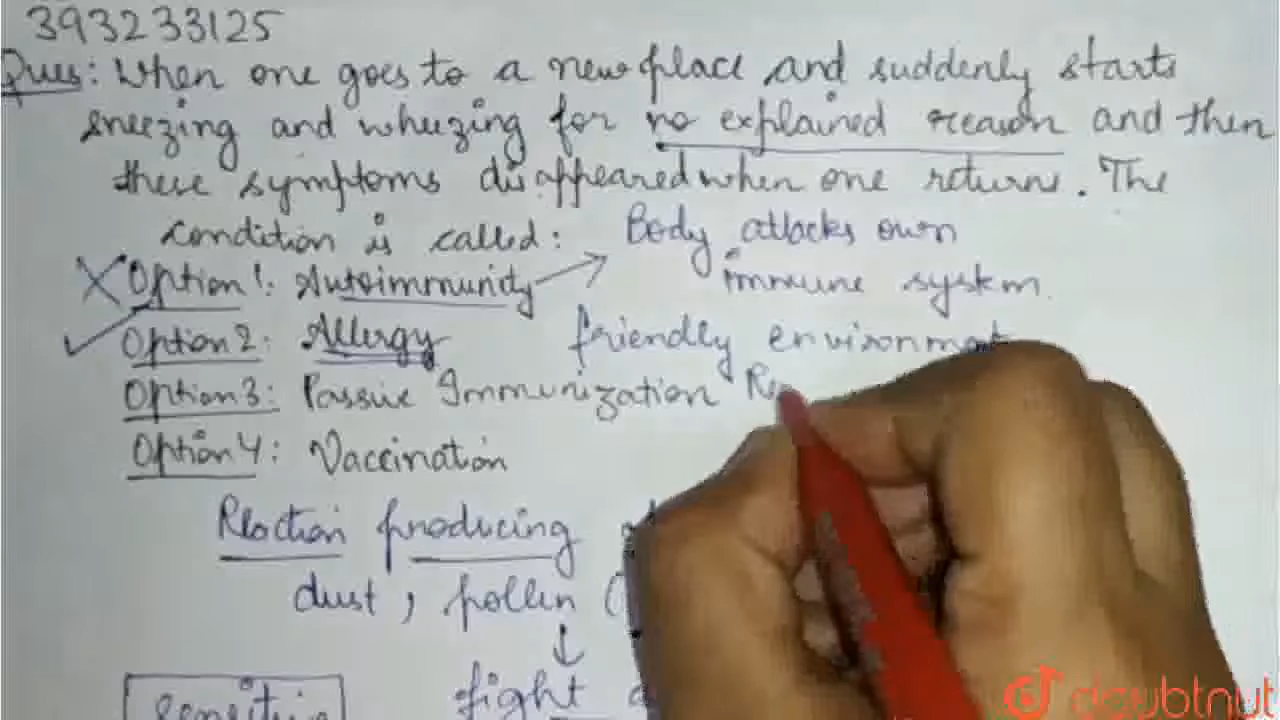 393233125
Ques: When one goes to a new place and suddenly starts
sneezing and wheezing for no explained reason and then
these symptoms disappeared when one returns. The
condition is called: Body attacks own
Option 1: Autoimmunity → immune system.
Option 2: Allergy friendly environment
Option 3: Passive Immunization
Option 4: Vaccination
Reaction producing
dust, pollen (
↓
sensitive fight
doubtnut